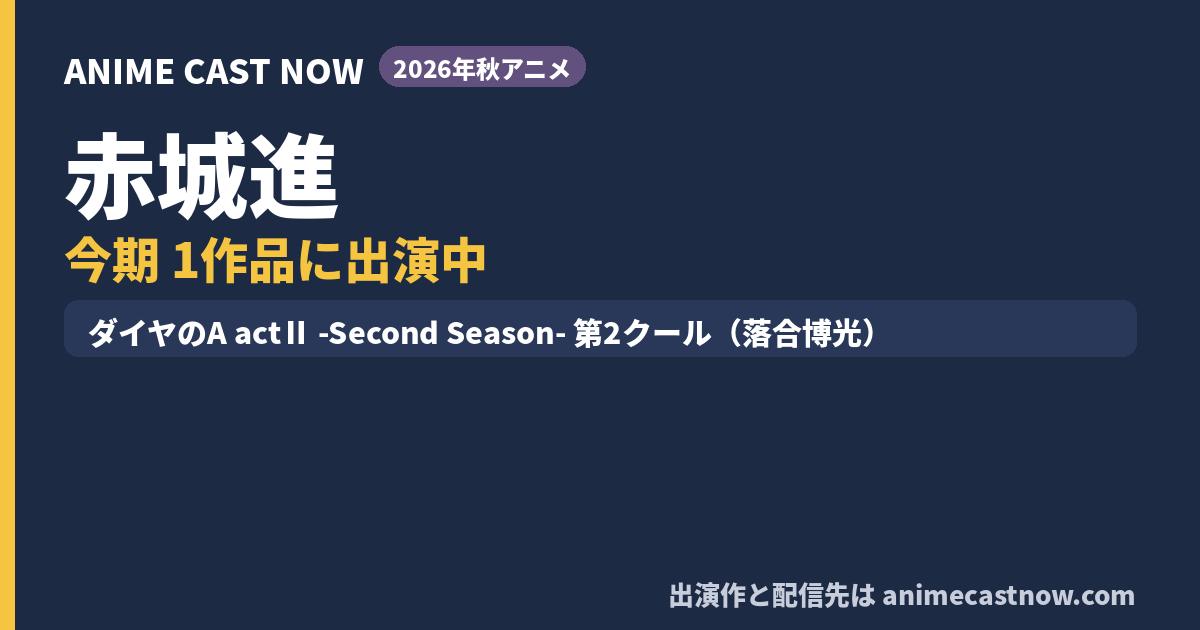 ANIME CAST NOW 2026年秋アニメ
赤城進
今期 1作品に出演中
ダイヤのA actⅡ -Second Season- 第2クール（落合博光）
出演作と配信先は animecastnow.com